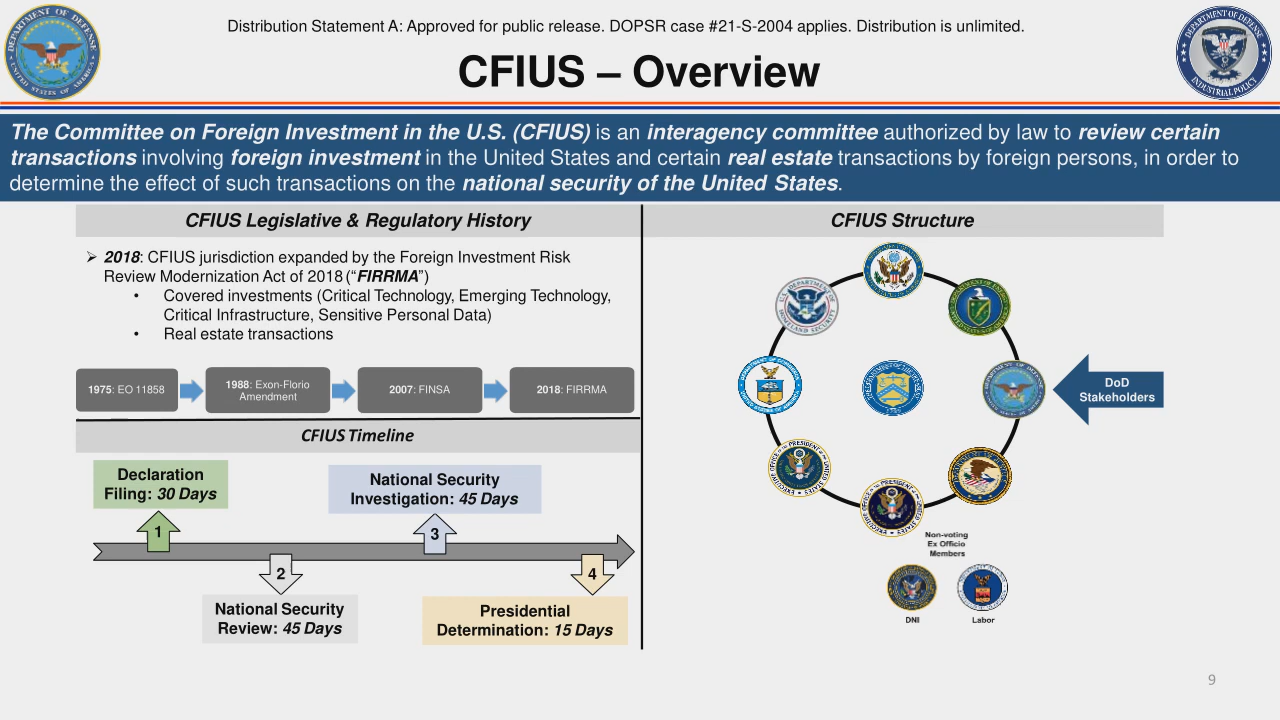 Distribution Statement A: Approved for public release. DOPSR case #21-S-2004 applies. Distribution is unlimited.
CFIUS – Overview
The Committee on Foreign Investment in the U.S. (CFIUS) is an interagency committee authorized by law to review certain
transactions involving foreign investment in the United States and certain real estate transactions by foreign persons, in order to
determine the effect of such transactions on the national security of the United States.
CFIUS Legislative & Regulatory History
➢ 2018: CFIUS jurisdiction expanded by the Foreign Investment Risk
Review Modernization Act of 2018 (“FIRRMA”)
• Covered investments (Critical Technology, Emerging Technology,
Critical Infrastructure, Sensitive Personal Data)
• Real estate transactions
1975: EO 11858
1988: Exon-Florio
Amendment
2007: FINSA
2018: FIRRMA
CFIUS Timeline
Declaration
Filing: 30 Days
National Security
Investigation: 45 Days
1
3
2
4
National Security
Review: 45 Days
Presidential
Determination: 15 Days
CFIUS Structure
DoD
Stakeholders
Non-voting
Ex Officio
Members
DNI
Labor
9